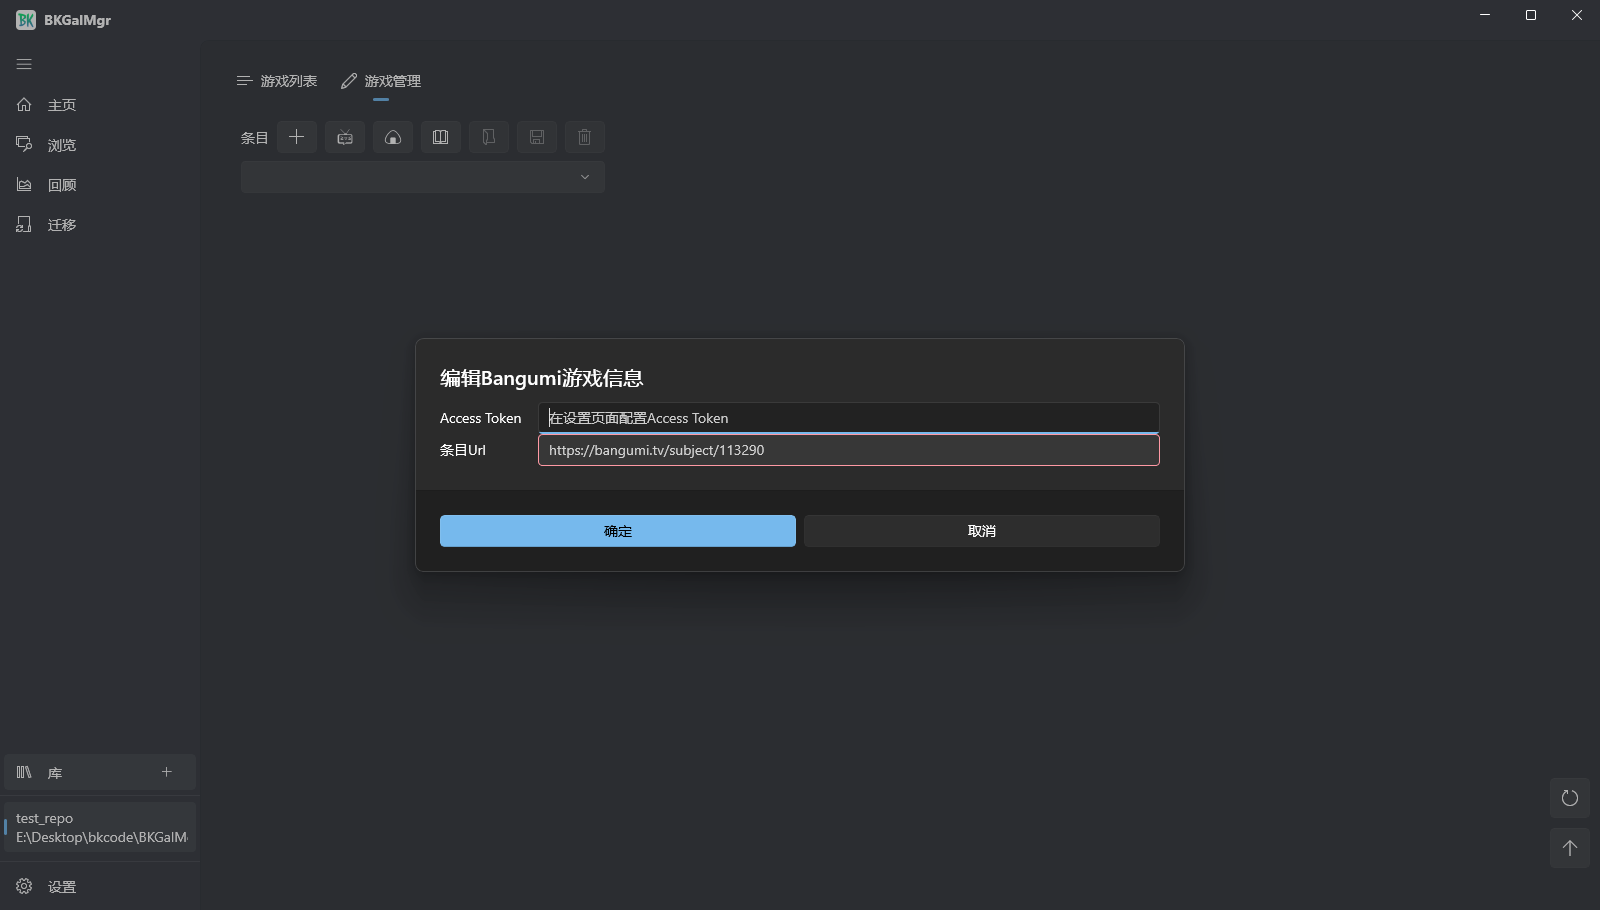 BKGalMgr
游戏列表
游戏管理
主页
条目
浏览
回顾
迁移
编辑Bangumi游戏信息
Access Token
在设置页面配置Access Token
条目Url
https://bangumi.tv/subject/113290
确定
取消
库
test_repo
E:\Desktop\bkcode\BKGalM
设置